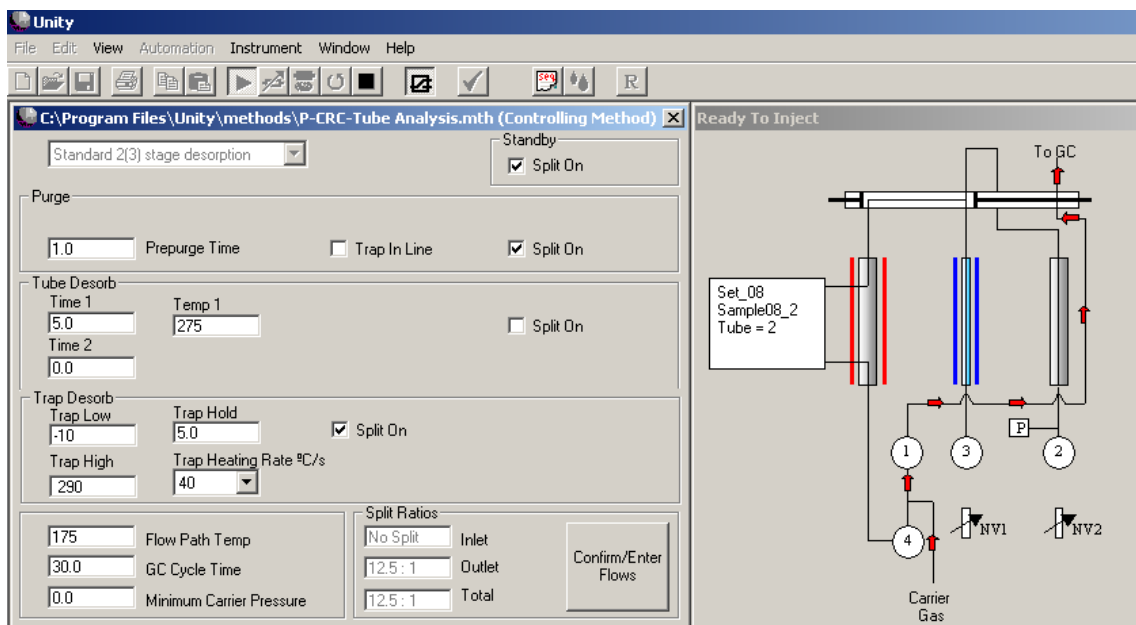 Unity
File Edit View Automation Instrument Window Help
seq R
C:\Program Files\Unity\methods\P-CRC-Tube Analysis.mth (Controlling Method)
Standard 2(3) stage desorption
Standby
Split On
Purge
1.0 Prepurge Time Trap In Line Split On
Tube Desorb
Time 1 Temp 1
5.0 275 Split On
Time 2
0.0
Trap Desorb
Trap Low Trap Hold
-10 5.0 Split On
Trap High Trap Heating Rate ºC/s
290 40
175 Flow Path Temp
30.0 GC Cycle Time
0.0 Minimum Carrier Pressure
Split Ratios
No Split Inlet
12.5 : 1 Outlet
12.5 : 1 Total
Confirm/Enter
Flows
Ready To Inject
To GC
Set_08
Sample08_2
Tube = 2
P
1 3 2
4 NV1 NV2
Carrier
Gas